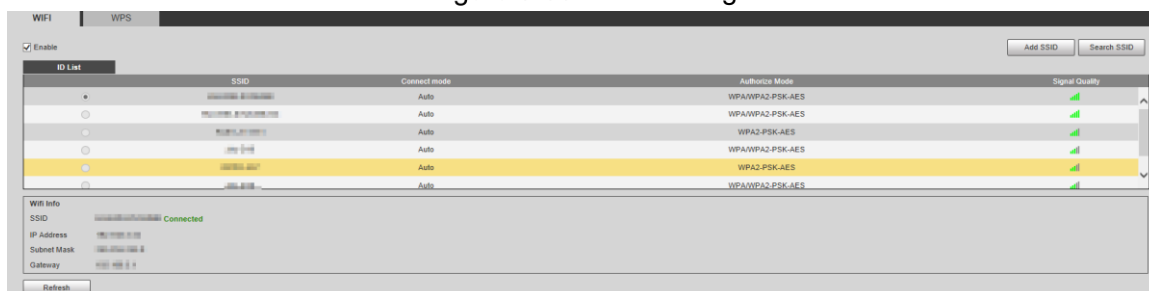 WIFI WPS
Enable Add SSID Search SSID
ID List
SSID Connect mode Authorize Mode Signal Quality
Auto WPA/WPA2-PSK-AES
Auto WPA/WPA2-PSK-AES
Auto WPA2-PSK-AES
Auto WPA/WPA2-PSK-AES
Auto WPA2-PSK-AES
Auto WPA/WPA2-PSK-AES
Wifi Info
SSID Connected
IP Address
Subnet Mask
Gateway
Refresh